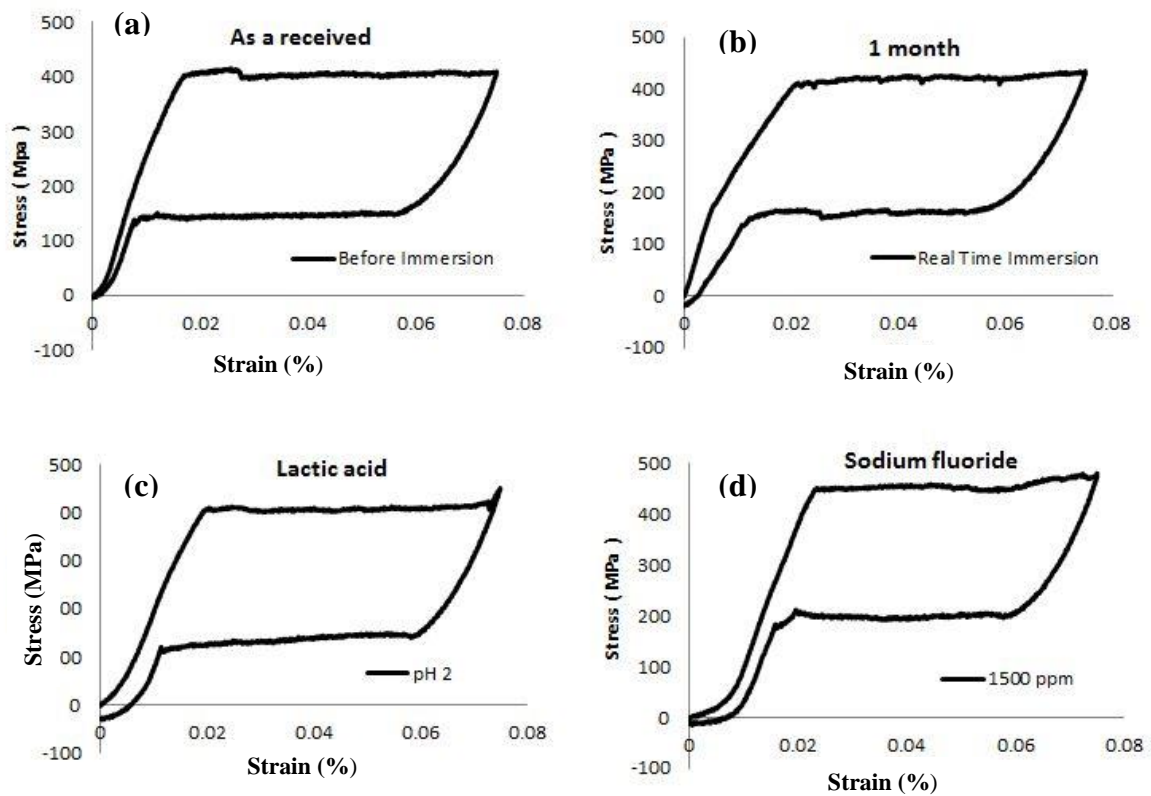 (a)
As a received
500
400
300
200
100
0
-100
Stress ( Mpa )
Before Immersion
0
0.02
0.04
0.06
0.08
Strain (%)
(b)
1 month
500
400
300
200
100
0
-100
Stress ( MPa )
Real Time Immersion
0
0.02
0.04
0.06
0.08
Strain (%)
(c)
Lactic acid
500
00
00
00
00
0
-100
Stress (MPa)
pH 2
0
0.02
0.04
0.06
0.08
Strain (%)
(d)
Sodium fluoride
500
400
300
200
100
0
-100
Stress ( MPa )
1500 ppm
0
0.02
0.04
0.06
0.08
Strain (%)